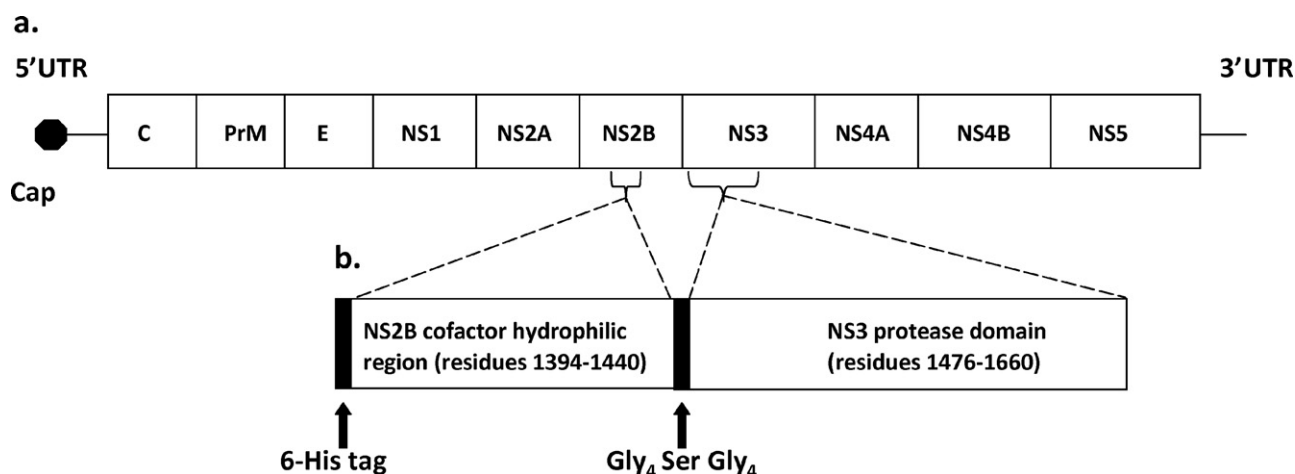 a.
5’UTR
3’UTR
C PrM E NS1 NS2A NS2B NS3 NS4A NS4B NS5
Cap
b.
NS2B cofactor hydrophilic
region (residues 1394-1440)
NS3 protease domain
(residues 1476-1660)
6-His tag
Gly₄ Ser Gly₄